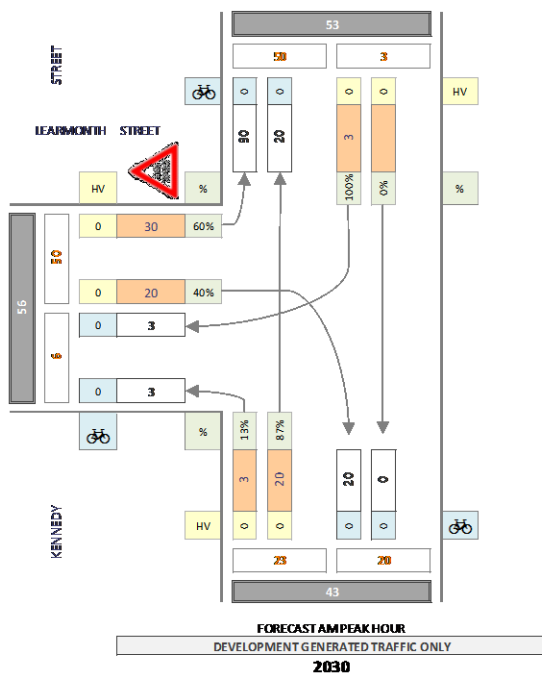 53
50 3
STREET
0 0 0 0 HV
LEARMONTH STREET
30 20 3
HV % 100% 0% %
0 30 60%
50
0 20 40%
56
0 3
6
0 3
% 13% 87%
3 20 20 0
KENNEDY
HV 0 0 0 0
23 20
43
FORECAST AM PEAK HOUR
DEVELOPMENT GENERATED TRAFFIC ONLY
2030